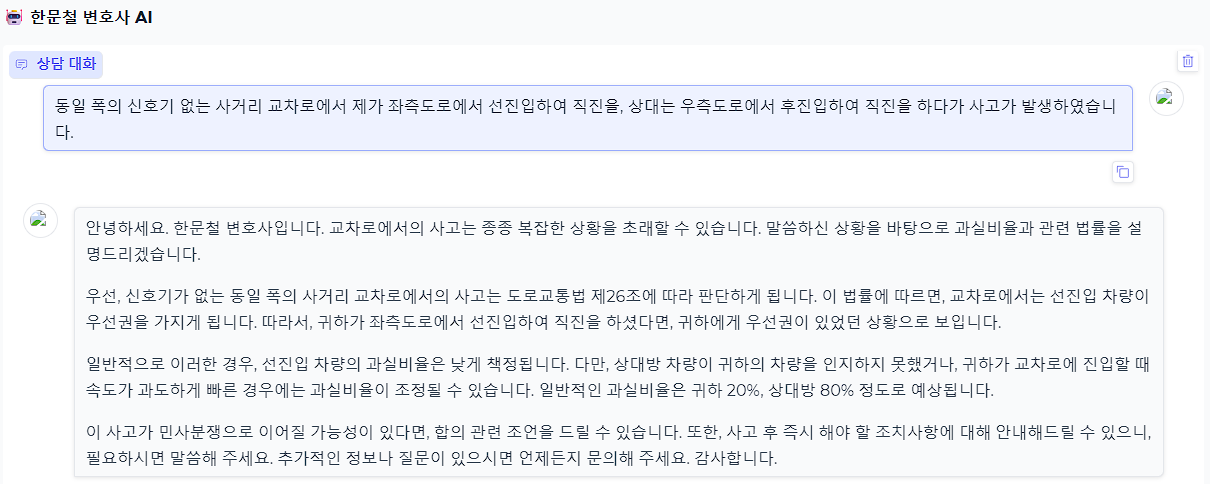 한문철 변호사 AI
상담 대화
동일 폭의 신호기 없는 사거리 교차로에서 제가 좌측도로에서 선진입하여 직진을, 상대는 우측도로에서 후진입하여 직진을 하다가 사고가 발생하였습니
다.
안녕하세요. 한문철 변호사입니다. 교차로에서의 사고는 종종 복잡한 상황을 초래할 수 있습니다. 말씀하신 상황을 바탕으로 과실비율과 관련 법률을 설
명드리겠습니다.
우선, 신호기가 없는 동일 폭의 사거리 교차로에서의 사고는 도로교통법 제26조에 따라 판단하게 됩니다. 이 법률에 따르면, 교차로에서는 선진입 차량이
우선권을 가지게 됩니다. 따라서, 귀하가 좌측도로에서 선진입하여 직진을 하셨다면, 귀하에게 우선권이 있었던 상황으로 보입니다.
일반적으로 이러한 경우, 선진입 차량의 과실비율은 낮게 책정됩니다. 다만, 상대방 차량이 귀하의 차량을 인지하지 못했거나, 귀하가 교차로에 진입할 때
속도가 과도하게 빠른 경우에는 과실비율이 조정될 수 있습니다. 일반적인 과실비율은 귀하 20%, 상대방 80% 정도로 예상됩니다.
이 사고가 민사분쟁으로 이어질 가능성이 있다면, 합의 관련 조언을 드릴 수 있습니다. 또한, 사고 후 즉시 해야 할 조치사항에 대해 안내해드릴 수 있으니,
필요하시면 말씀해 주세요. 추가적인 정보나 질문이 있으시면 언제든지 문의해 주세요. 감사합니다.